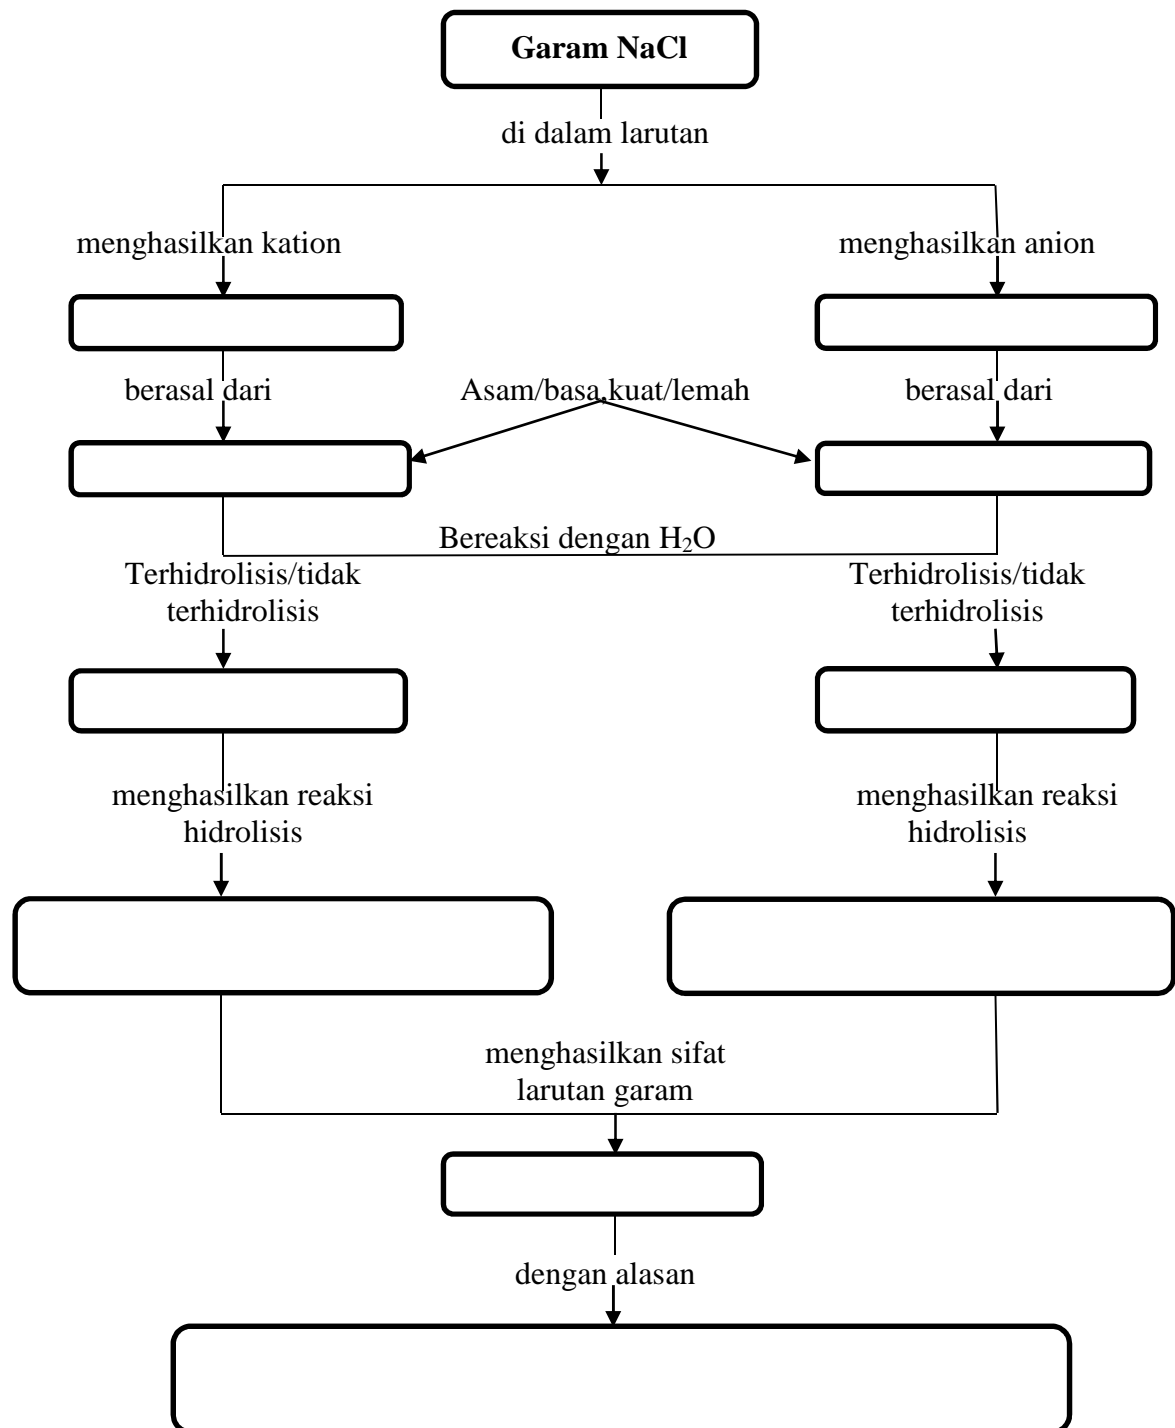 Garam NaCl
di dalam larutan
menghasilkan kation
menghasilkan anion
berasal dari
Asam/basa,kuat/lemah
berasal dari
Bereaksi dengan H₂O
Terhidrolisis/tidak
terhidrolisis
Terhidrolisis/tidak
terhidrolisis
menghasilkan reaksi
hidrolisis
menghasilkan reaksi
hidrolisis
menghasilkan sifat
larutan garam
dengan alasan